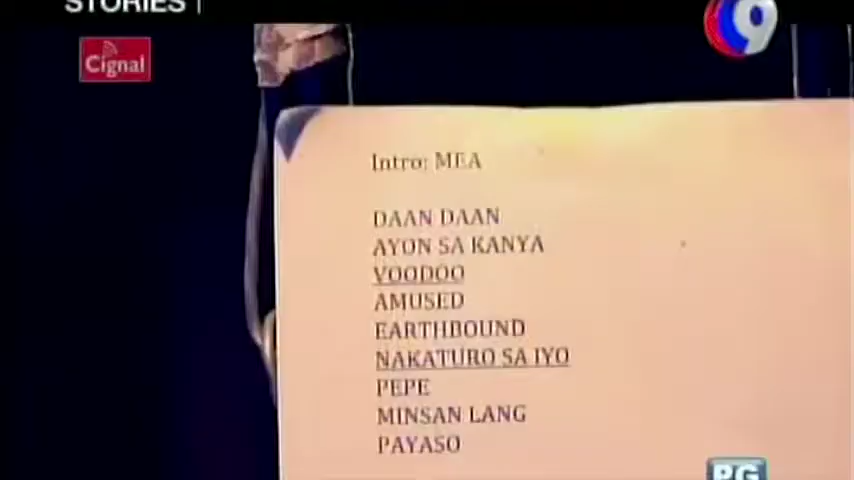 STORIES |
Cignal
9
Intro: MEA
DAAN DAAN
AYON SA KANYA
VOODOO
AMUSED
EARTHBOUND
NAKATURO SA IYO
PEPE
MINSAN LANG
PAYASO
PG